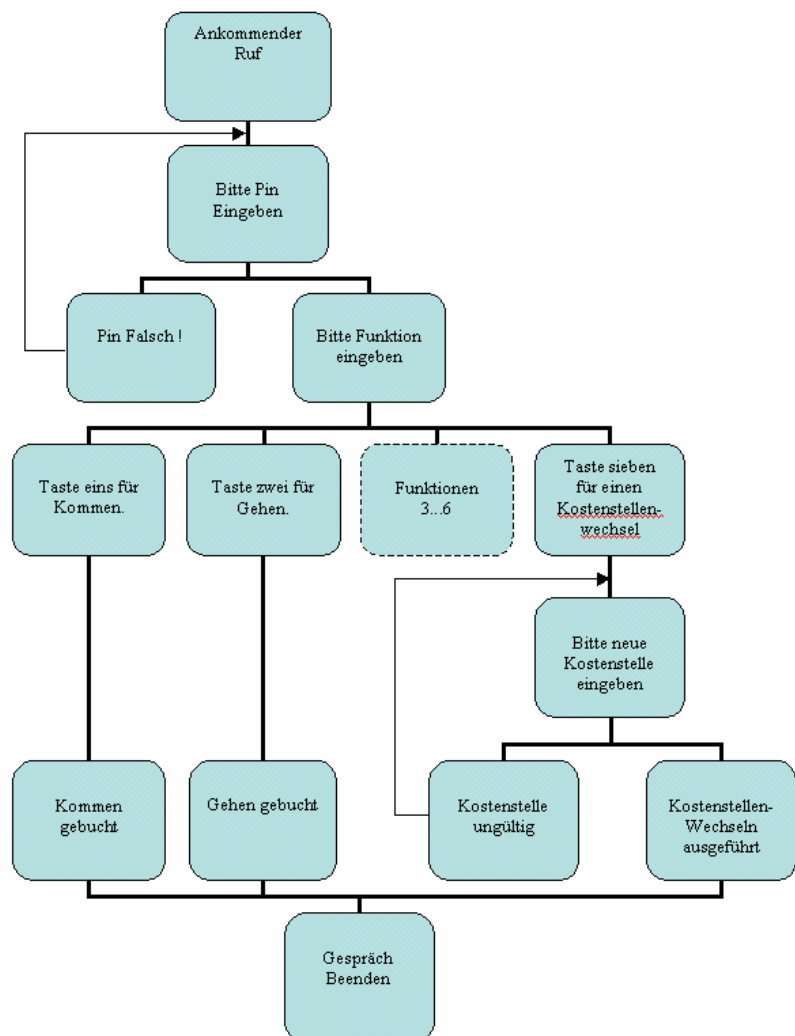 Ankommender
Ruf
Bitte Pin
Eingeben
Pin Falsch !
Bitte Funktion
eingeben
Taste eins für
Kommen.
Taste zwei für
Gehen.
Funktionen
3...6
Taste sieben
für einen
Kostenstellen-
wechsel
Bitte neue
Kostenstelle
eingeben
Kommen
gebucht
Gehen gebucht
Kostenstelle
ungültig
Kostenstellen-
Wechseln
ausgeführt
Gespräch
Beenden